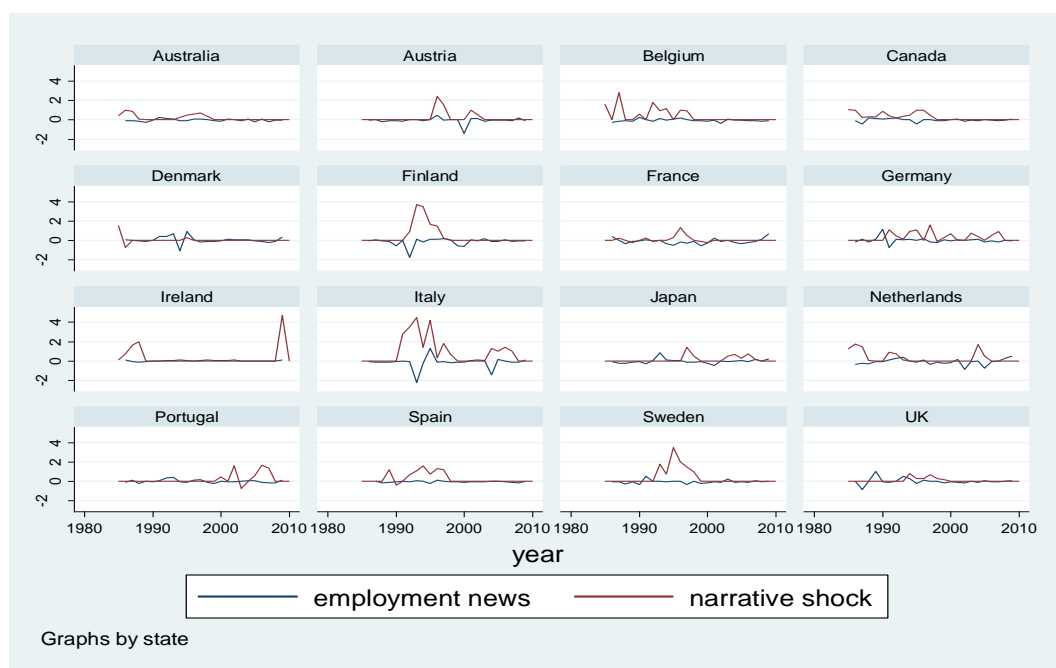 Australia Austria Belgium Canada
4
2
0
-2
Denmark Finland France Germany
4
2
0
-2
Ireland Italy Japan Netherlands
4
2
0
-2
Portugal Spain Sweden UK
4
2
0
-2
1980 1990 2000 2010 1980 1990 2000 2010 1980 1990 2000 2010 1980 1990 2000 2010
year
employment news narrative shock
Graphs by state